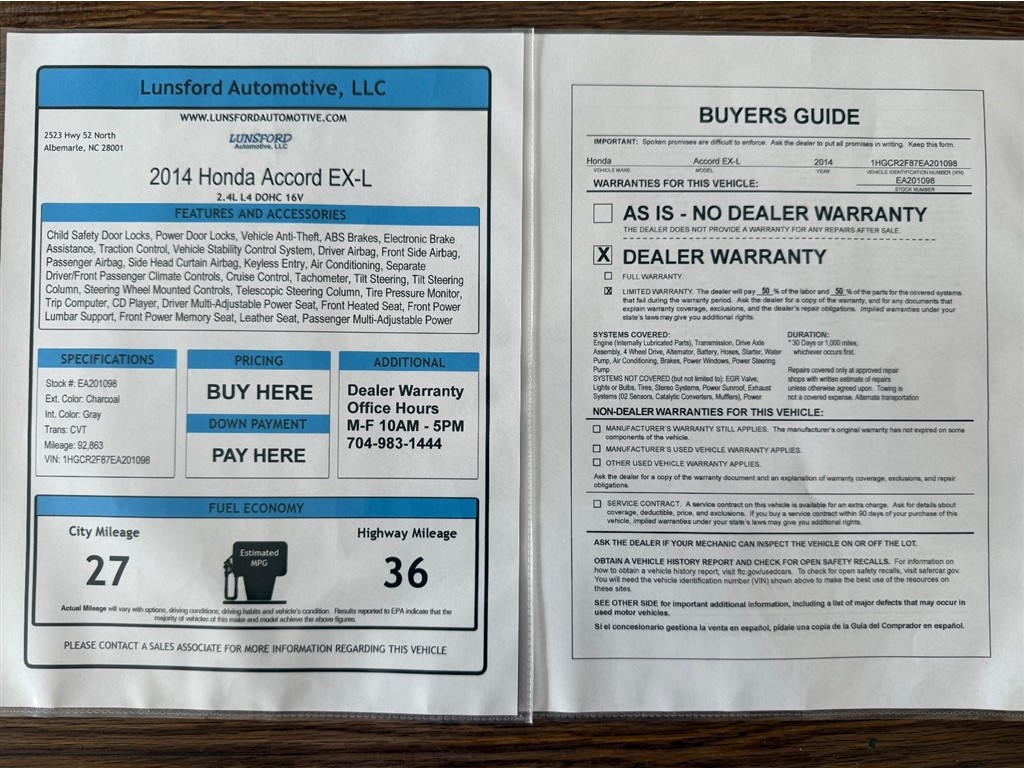 Lunsford Automotive, LLC
WWW.LUNSFORDAUTOMOTIVE.COM
2523 Hwy 52 North
Albemarle, NC 28001
LUNSFORD
Automotive, LLC
2014 Honda Accord EX-L
2.4L L4 DOHC 16V
FEATURES AND ACCESSORIES
Child Safety Door Locks, Power Door Locks, Vehicle Anti-Theft, ABS Brakes, Electronic Brake
Assistance, Traction Control, Vehicle Stability Control System, Driver Airbag, Front Side Airbag,
Passenger Airbag, Side Head Curtain Airbag, Keyless Entry, Air Conditioning, Separate
Driver/Front Passenger Climate Controls, Cruise Control, Tachometer, Tilt Steering, Tilt Steering
Column, Steering Wheel Mounted Controls, Telescopic Steering Column, Tire Pressure Monitor,
Trip Computer, CD Player, Driver Multi-Adjustable Power Seat, Front Heated Seat, Front Power
Lumbar Support, Front Power Memory Seat, Leather Seat, Passenger Multi-Adjustable Power
SPECIFICATIONS
Stock #: EA201098
Ext. Color: Charcoal
Int. Color: Gray
Trans: CVT
Mileage: 92,863
VIN: 1HGCR2F87EA201098
PRICING
BUY HERE
DOWN PAYMENT
PAY HERE
ADDITIONAL
Dealer Warranty
Office Hours
M-F 10AM - 5PM
704-983-1444
FUEL ECONOMY
City Mileage
27
Estimated
MPG
Highway Mileage
36
Actual Mileage will vary with options, driving conditions, driving habits and vehicle's condition. Results reported to EPA indicate that the
majority of vehicles of this make and model achieve the above figures.
PLEASE CONTACT A SALES ASSOCIATE FOR MORE INFORMATION REGARDING THIS VEHICLE
BUYERS GUIDE
IMPORTANT: Spoken promises are difficult to enforce. Ask the dealer to put all promises in writing. Keep this form.
Honda Accord EX-L 2014 1HGCR2F87EA201098
VEHICLE MAKE MODEL YEAR VEHICLE IDENTIFICATION NUMBER (VIN)
EA201098
STOCK NUMBER
WARRANTIES FOR THIS VEHICLE:
AS IS - NO DEALER WARRANTY
THE DEALER DOES NOT PROVIDE A WARRANTY FOR ANY REPAIRS AFTER SALE.
X DEALER WARRANTY
FULL WARRANTY.
X LIMITED WARRANTY. The dealer will pay 50 % of the labor and 50 % of the parts for the covered systems
that fail during the warranty period. Ask the dealer for a copy of the warranty, and for any documents that
explain warranty coverage, exclusions, and the dealer's repair obligations. Implied warranties under your
state's laws may give you additional rights.
SYSTEMS COVERED:
Engine (Internally Lubricated Parts), Transmission, Drive Axle
Assembly, 4 Wheel Drive, Alternator, Battery, Hoses, Starter, Water
Pump, Air Conditioning, Brakes, Power Windows, Power Steering
Pump
SYSTEMS NOT COVERED (but not limited to): EGR Valve,
Lights or Bulbs, Tires, Stereo Systems, Power Sunroof, Exhaust
Systems (02 Sensors, Catalytic Converters, Mufflers), Power
DURATION:
* 30 Days or 1,000 miles,
whichever occurs first.
Repairs covered only at approved repair
shops with written estimate of repairs
unless otherwise agreed upon. Towing is
not a covered expense. Alternate transportation
NON-DEALER WARRANTIES FOR THIS VEHICLE:
MANUFACTURER'S WARRANTY STILL APPLIES. The manufacturer's original warranty has not expired on some
components of the vehicle.
MANUFACTURER'S USED VEHICLE WARRANTY APPLIES.
OTHER USED VEHICLE WARRANTY APPLIES.
Ask the dealer for a copy of the warranty document and an explanation of warranty coverage, exclusions, and repair
obligations.
SERVICE CONTRACT. A service contract on this vehicle is available for an extra charge. Ask for details about
coverage, deductible, price, and exclusions. If you buy a service contract within 90 days of your purchase of this
vehicle, implied warranties under your state's laws may give you additional rights.
ASK THE DEALER IF YOUR MECHANIC CAN INSPECT THE VEHICLE ON OR OFF THE LOT.
OBTAIN A VEHICLE HISTORY REPORT AND CHECK FOR OPEN SAFETY RECALLS. For information on
how to obtain a vehicle history report, visit ftc.gov/usedcars. To check for open safety recalls, visit safercar.gov.
You will need the vehicle identification number (VIN) shown above to make the best use of the resources on
these sites.
SEE OTHER SIDE for important additional information, including a list of major defects that may occur in
used motor vehicles.
Si el concesionario gestiona la venta en español, pídale una copia de la Guía del Comprador en español.